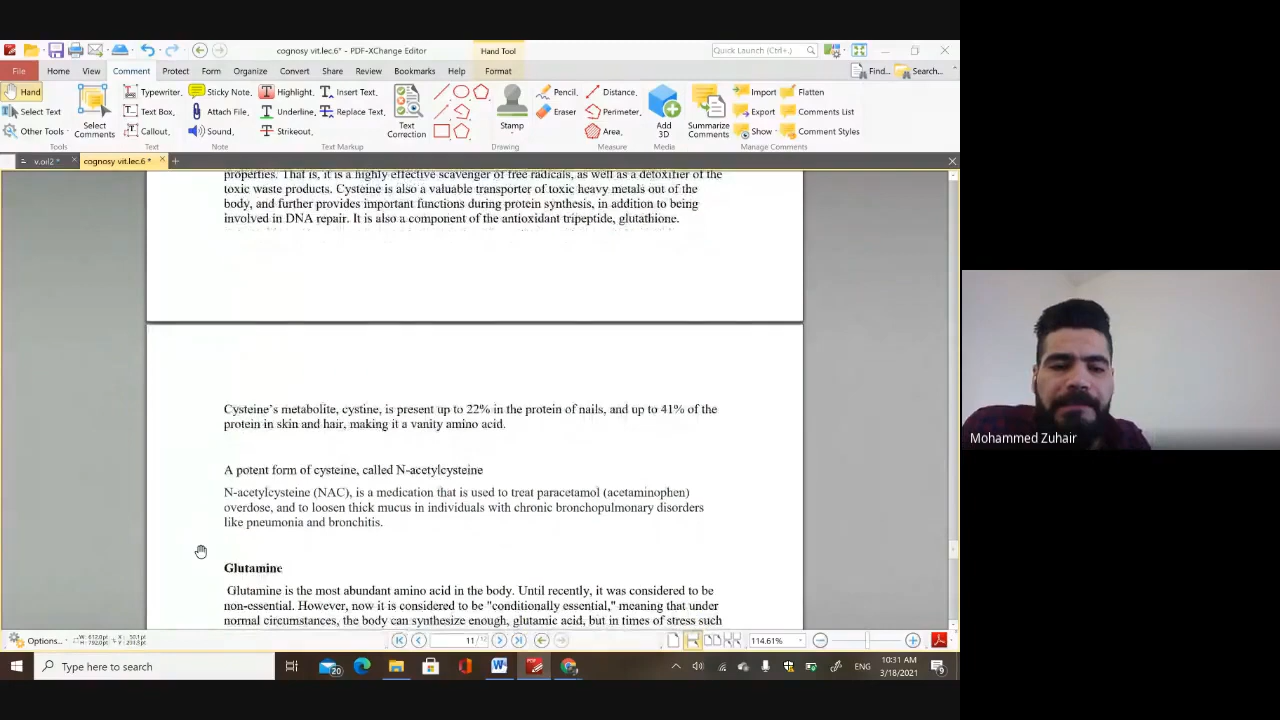 cognosy vit.lec.6* - PDF-XChange Editor
Hand Tool
Quick Launch (Ctrl+.)
File Home View Comment Protect Form Organize Convert Share Review Bookmarks Help Format
Find... Search...
Hand
Select Text
Other Tools
Tools
Select Comments
Typewriter.
Text Box.
Callout.
Text
Sticky Note.
Attach File.
Sound.
Note
Highlight.
Underline.
Strikeout.
Insert Text.
Replace Text.
Text Markup
Text Correction
Drawing
Stamp
Pencil.
Eraser
Distance.
Perimeter.
Area.
Measure
Add 3D
Media
Summarize Comments
Import
Export
Show
Flatten
Comments List
Comment Styles
Manage Comments
v.oil2 *
cognosy vit.lec.6 *
properties. That is, it is a highly effective scavenger of free radicals, as well as a detoxifier of the
toxic waste products. Cysteine is also a valuable transporter of toxic heavy metals out of the
body, and further provides important functions during protein synthesis, in addition to being
involved in DNA repair. It is also a component of the antioxidant tripeptide, glutathione.
Cysteine's metabolite, cystine, is present up to 22% in the protein of nails, and up to 41% of the
protein in skin and hair, making it a vanity amino acid.
A potent form of cysteine, called N-acetylcysteine
N-acetylcysteine (NAC), is a medication that is used to treat paracetamol (acetaminophen)
overdose, and to loosen thick mucus in individuals with chronic bronchopulmonary disorders
like pneumonia and bronchitis.
Glutamine
Glutamine is the most abundant amino acid in the body. Until recently, it was considered to be
non-essential. However, now it is considered to be "conditionally essential," meaning that under
normal circumstances, the body can synthesize enough, glutamic acid, but in times of stress such
Mohammed Zuhair
Options...
11 / 12
114.61%
Type here to search
20
ENG
10:31 AM
3/18/2021
9